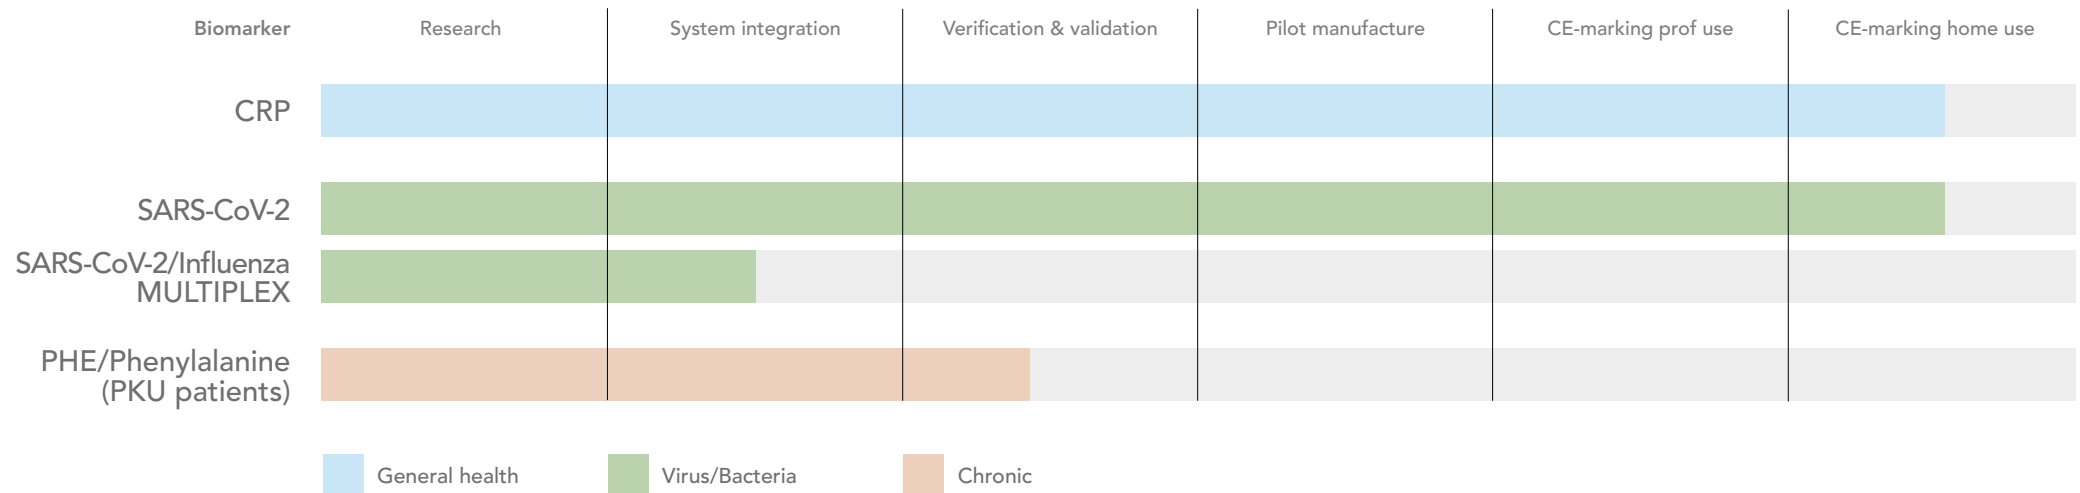 Biomarker
Research
System integration
Verification & validation
Pilot manufacture
CE-marking prof use
CE-marking home use
CRP
SARS-CoV-2
SARS-CoV-2/Influenza
MULTIPLEX
PHE/Phenylalanine
(PKU patients)
General health
Virus/Bacteria
Chronic